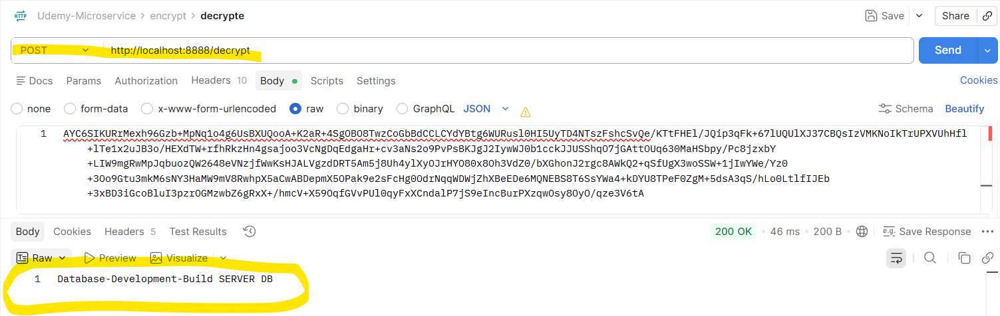 HTTP Udemy-Microservice > encrypt > decrypte Save Share
POST http://localhost:8888/decrypt Send
Docs Params Authorization Headers 10 Body Scripts Settings Cookies
none form-data x-www-form-urlencoded raw binary GraphQL JSON Schema Beautify
1 AYC6SIKURrMexh96Gzb+MpNq1o4g6UsBXUQooA+K2aR+4SgOBO8TwzCoGbBdCCLCYdYBtg6WURusl0HI5UyTD4NTszFshcSvQe/KTtFHEl/JQip3qFk+67lUQUlXJ37CBQsIzVMKNoIkTrUPXVUhHfl
+lTe1x2uJB3o/HEXdTW+rfhRkzHn4gsajoo3VcNgDqEdgaHr+cv3aNs2o9PvPsBKJgJ2IywWJ0b1cckJJUSShqO7jGAttOUq630MaHSbpy/Pc8jzxbY
+LIW9mgRwMpJqbuozQW2648eVNzjfWwKsHJALVgzdDRT5Am5j8Uh4ylXyOJrHYO80x8Oh3VdZ0/bXGhonJ2rgc8AWkQ2+qSfUgX3woSSW+1jIwYWe/Yz0
+3Oo9Gtu3mkM6sNY3HaMW9mV8RwhpX5aCwABDepmX5OPak9e2sFcHg0OdrNqqWDWjZhXBeEDe6MQNEBS8T6SsYWa4+kDYU8TPeF0ZgM+5dsA3qS/hLo0LtlfIJEb
+3xBD3iGcoBluI3pzrOGMzwbZ6gRxX+/hmcV+X59OqfGVvPUl0qyFxXCndalP7jS9eIncBurPXzqwOsy8OyO/qze3V6tA
Body Cookies Headers 5 Test Results 200 OK • 46 ms • 200 B • e.g. Save Response
Raw Preview Visualize
1 Database-Development-Build SERVER DB